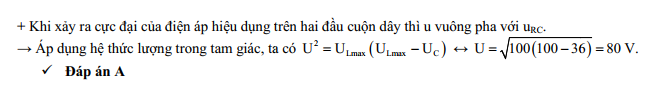 + Khi xảy ra cực đại của điện áp hiệu dụng trên hai đầu cuộn dây thì u vuông pha với u_RC.
→ Áp dụng hệ thức lượng trong tam giác, ta có U² = U_Lmax (U_Lmax − U_C) ↔ U = √(100(100 − 36)) = 80 V.
✓ Đáp án A